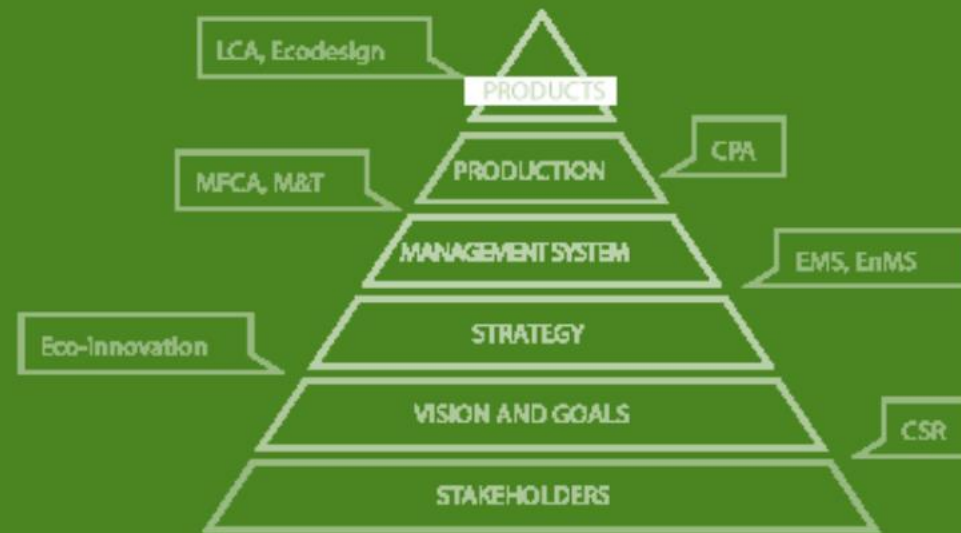 LCA, Ecodesign
PRODUCTS
CPA
PRODUCTION
MFCA, M&T
MANAGEMENT SYSTEM
EMS, EnMS
STRATEGY
Eco-innovation
VISION AND GOALS
CSR
STAKEHOLDERS